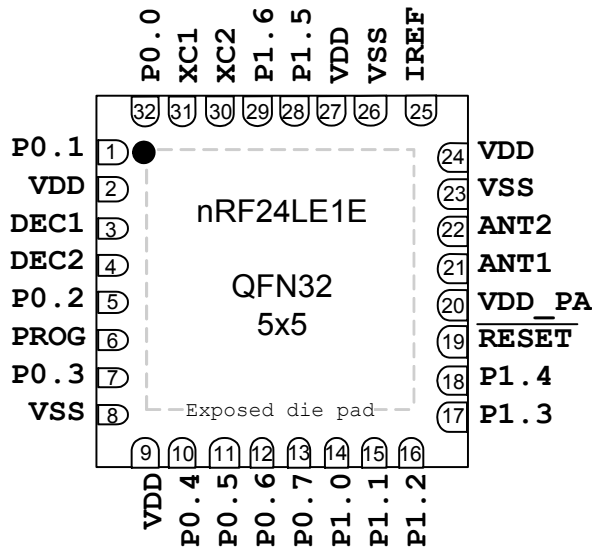 P0.0
XC1
XC2
P1.6
P1.5
VDD
VSS
IREF
32
31
30
29
28
27
26
25
P0.1 1
VDD 2
DEC1 3
DEC2 4
P0.2 5
PROG 6
P0.3 7
VSS 8
nRF24LE1E
QFN32
5x5
Exposed die pad
24 VDD
23 VSS
22 ANT2
21 ANT1
20 VDD_PA
19 RESET
18 P1.4
17 P1.3
9
10
11
12
13
14
15
16
VDD
P0.4
P0.5
P0.6
P0.7
P1.0
P1.1
P1.2